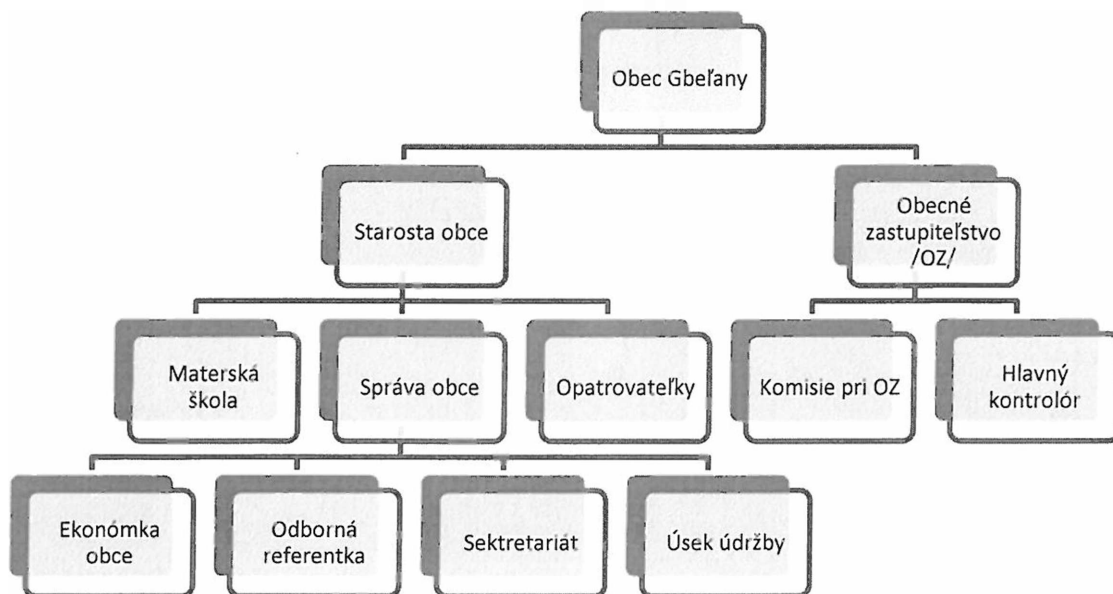 Obec Gbeľany
Starosta obce
Obecné
zastupiteľstvo
/OZ/
Materská
škola
Správa obce
Opatrovateľky
Komisie pri OZ
Hlavný
kontrolór
Ekonómka
obce
Odborná
referentka
Sektretariát
Úsek údržby